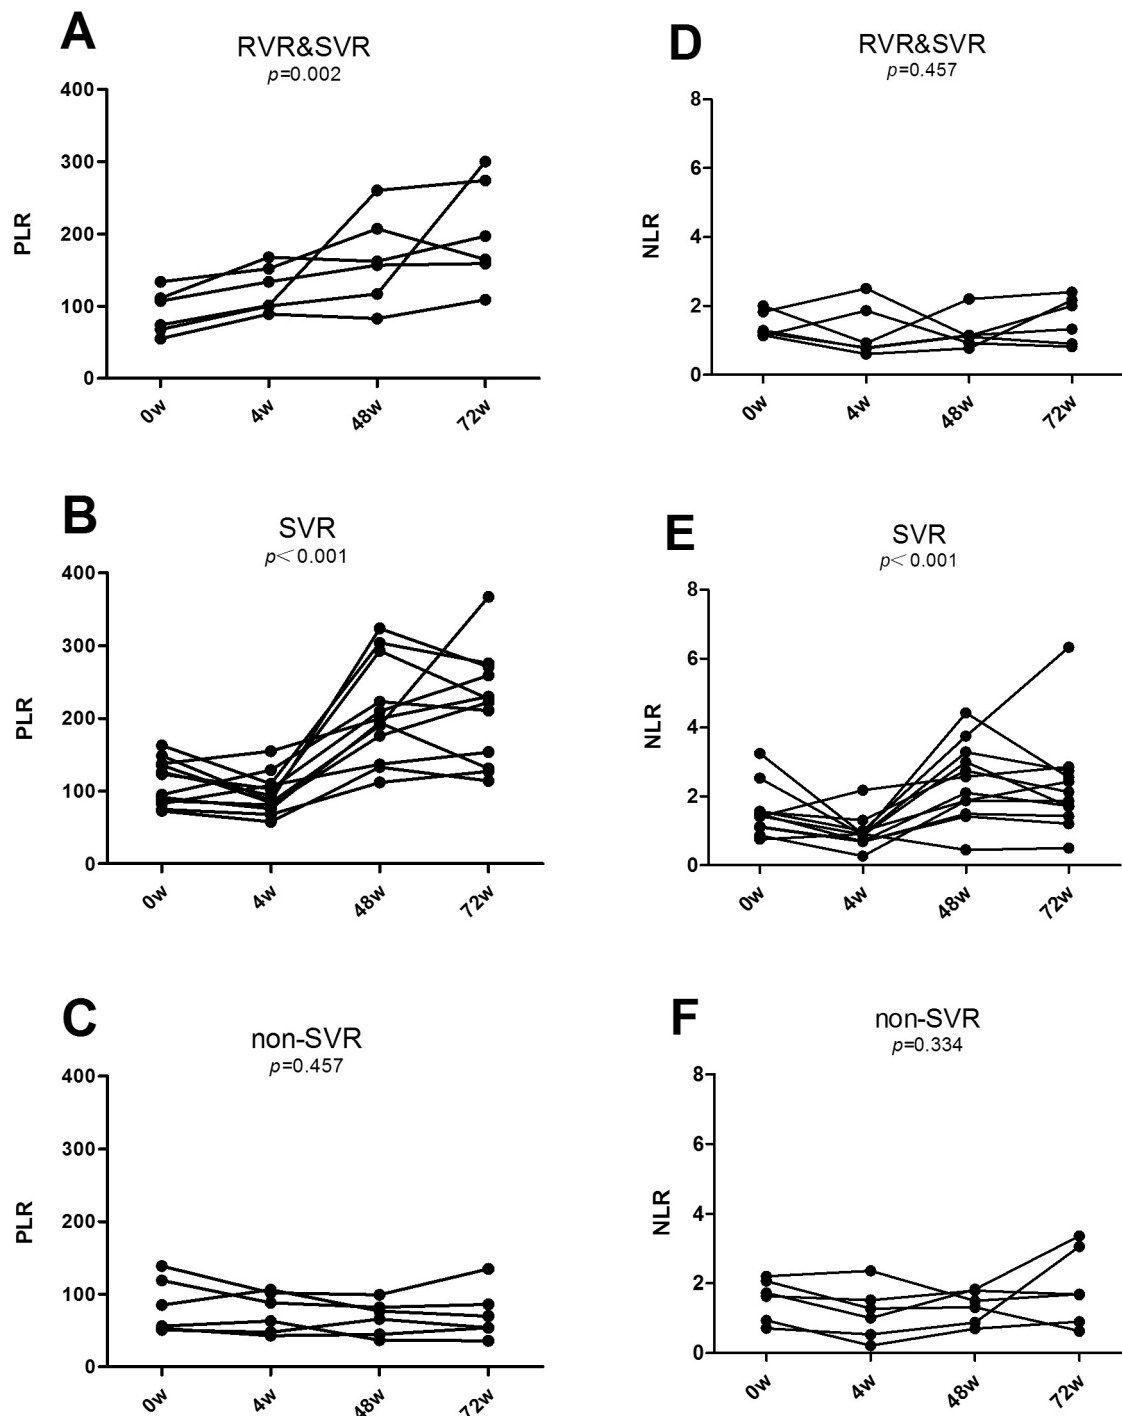 A
RVR&SVR
p=0.002
400
300
200
100
0
PLR
0w
4w
48w
72w
D
RVR&SVR
p=0.457
8
6
4
2
0
NLR
0w
4w
48w
72w
B
SVR
p< 0.001
400
300
200
100
0
PLR
0w
4w
48w
72w
E
SVR
p< 0.001
8
6
4
2
0
NLR
0w
4w
48w
72w
C
non-SVR
p=0.457
400
300
200
100
0
PLR
0w
4w
48w
72w
F
non-SVR
p=0.334
8
6
4
2
0
NLR
0w
4w
48w
72w